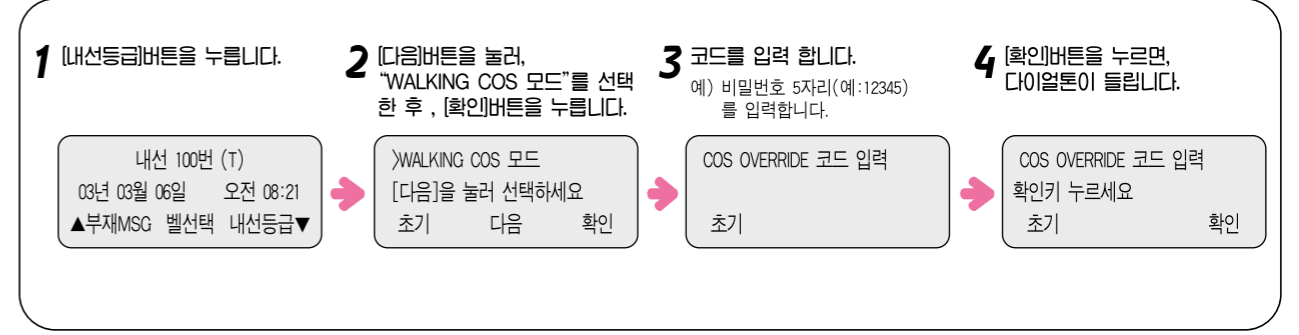 1 [내선등급]버튼을 누릅니다.
내선 100번 (T)
03년 03월 06일 오전 08:21
▲부재MSG 벨선택 내선등급▼
2 [다음]버튼을 눌러,
“WALKING COS 모드”를 선택
한 후 , [확인]버튼을 누릅니다.
>WALKING COS 모드
[다음]을 눌러 선택하세요
초기 다음 확인
3 코드를 입력 합니다.
예) 비밀번호 5자리(예:12345)
를 입력합니다.
COS OVERRIDE 코드 입력
초기
4 [확인]버튼을 누르면,
다이얼톤이 들립니다.
COS OVERRIDE 코드 입력
확인키 누르세요
초기 확인